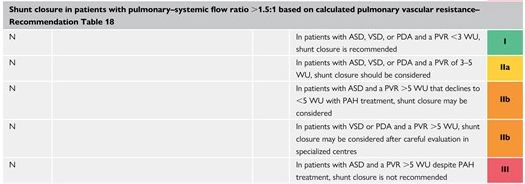 Shunt closure in patients with pulmonary–systemic flow ratio >1.5:1 based on calculated pulmonary vascular resistance–
Recommendation Table 18
N
In patients with ASD, VSD, or PDA and a PVR <3 WU,
shunt closure is recommended
I
N
In patients with ASD, VSD, or PDA and a PVR of 3–5
WU, shunt closure should be considered
IIa
N
In patients with ASD and a PVR >5 WU that declines to
<5 WU with PAH treatment, shunt closure may be
considered
IIb
N
In patients with VSD or PDA and a PVR >5 WU, shunt
closure may be considered after careful evaluation in
specialized centres
IIb
N
In patients with ASD and a PVR >5 WU despite PAH
treatment, shunt closure is not recommended
III